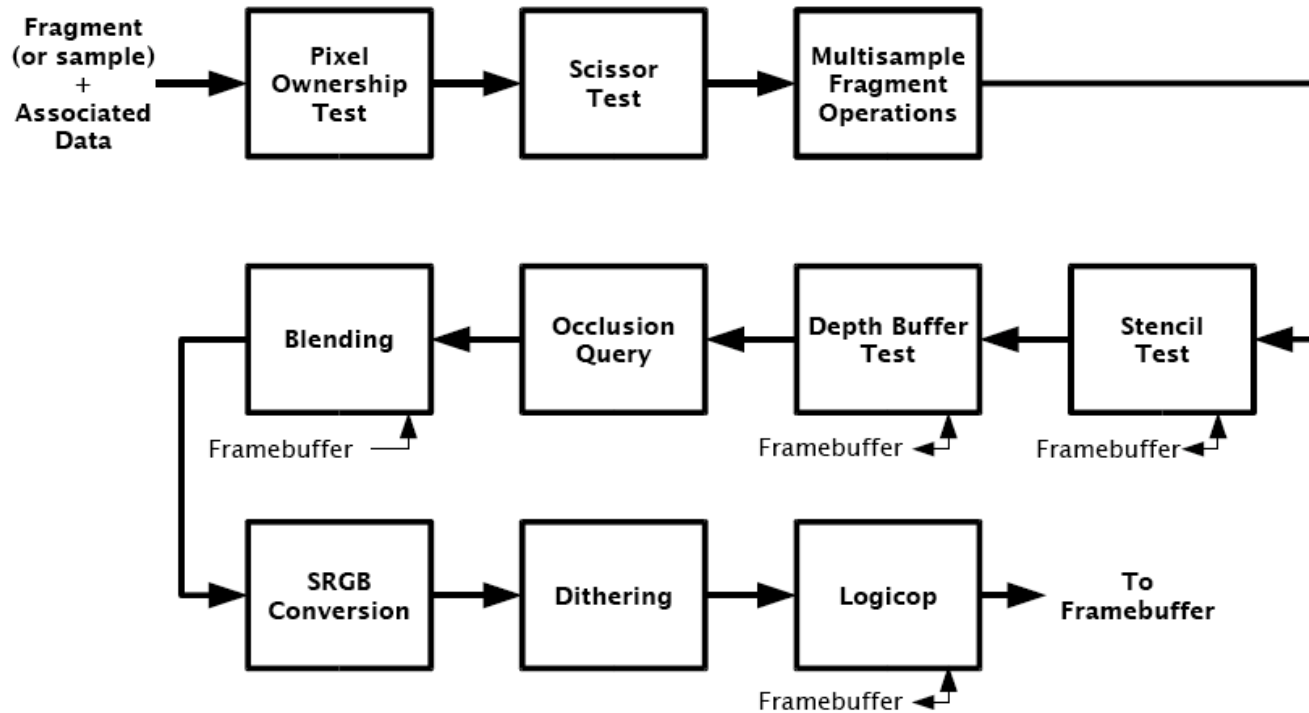 Fragment
(or sample)
+
Associated
Data
Pixel
Ownership
Test
Scissor
Test
Multisample
Fragment
Operations
Blending
Occlusion
Query
Depth Buffer
Test
Stencil
Test
Framebuffer
Framebuffer
Framebuffer
SRGB
Conversion
Dithering
Logicop
To
Framebuffer
Framebuffer